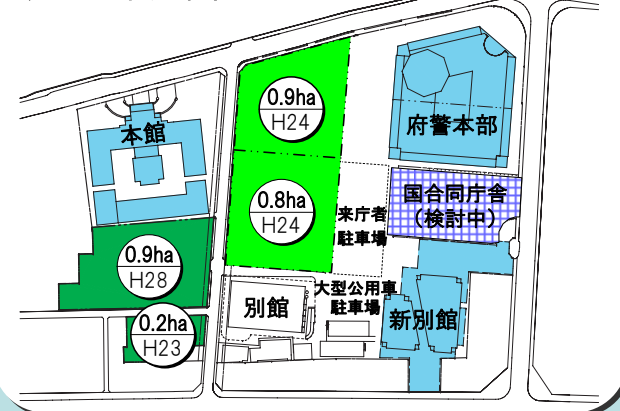 0.9ha
H24
本館
府警本部
0.8ha
H24
国合同庁舎
（検討中）
来庁者
駐車場
0.9ha
H28
大型公用車
駐車場
別館
新別館
0.2ha
H23